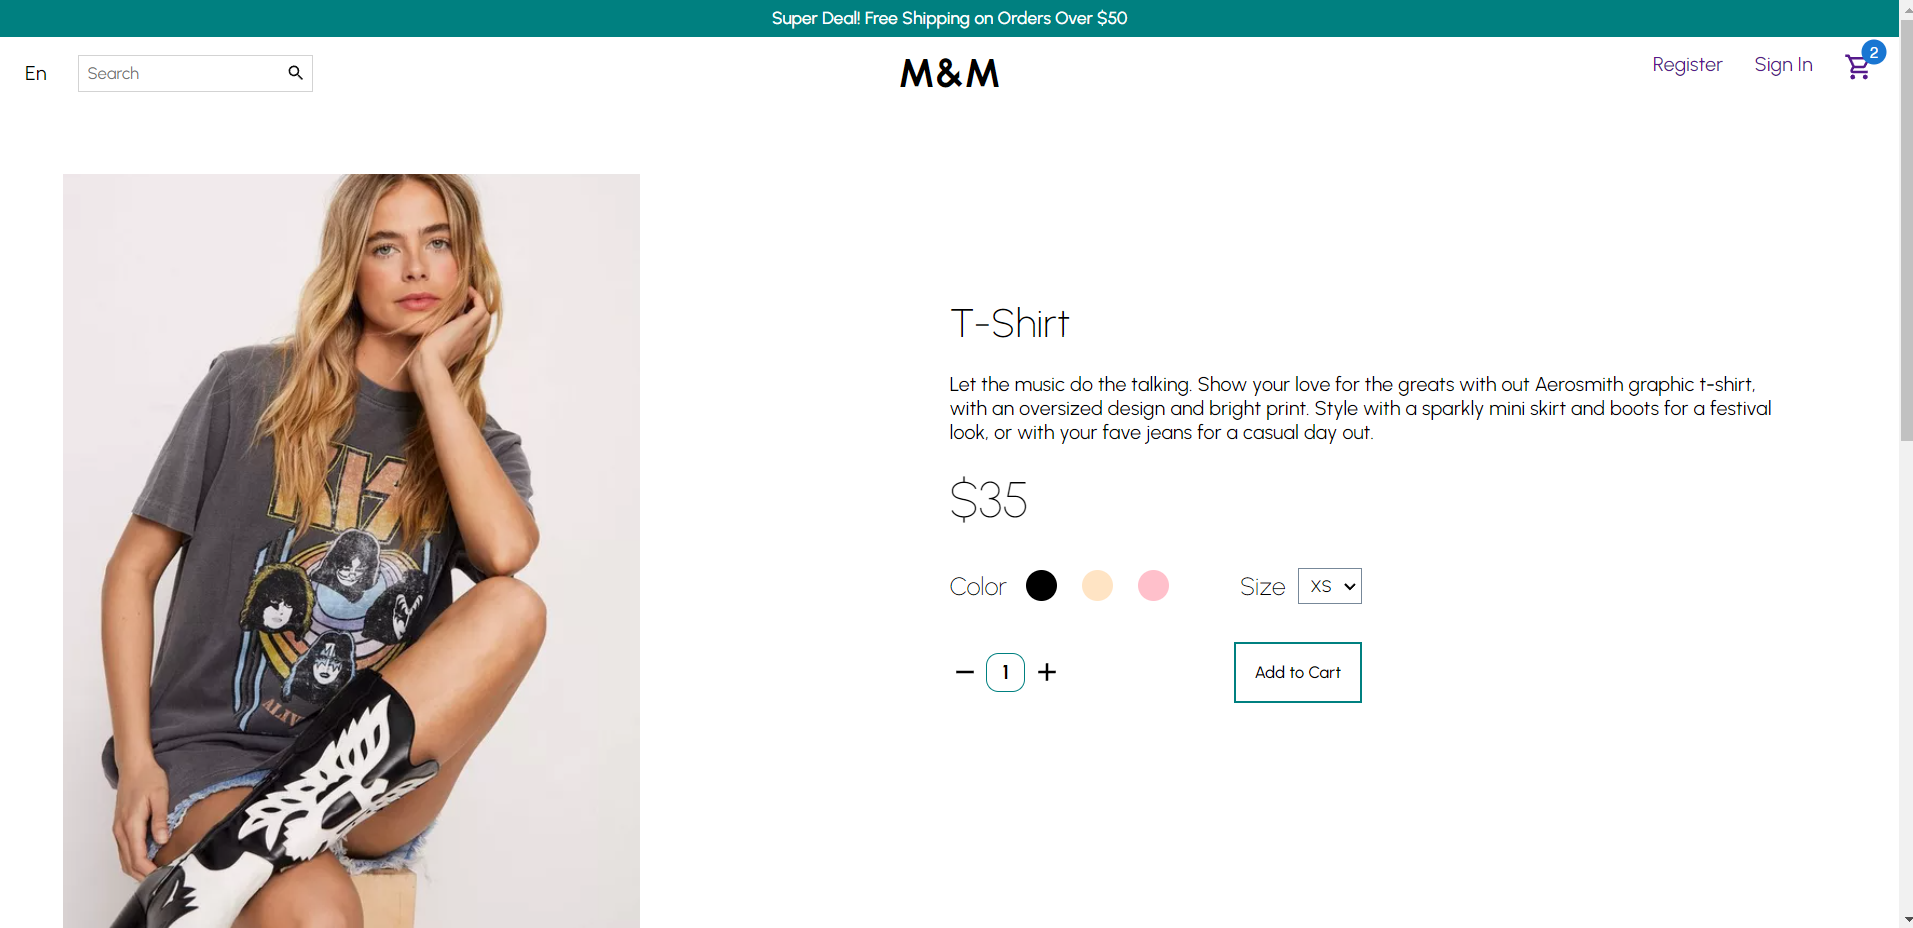 Super Deal! Free Shipping on Orders Over $50
En
Search
M&M
Register
Sign In
2
T-Shirt
Let the music do the talking. Show your love for the greats with out Aerosmith graphic t-shirt,
with an oversized design and bright print. Style with a sparkly mini skirt and boots for a festival
look, or with your fave jeans for a casual day out.
$35
Color
Size
XS
1
Add to Cart
KISS